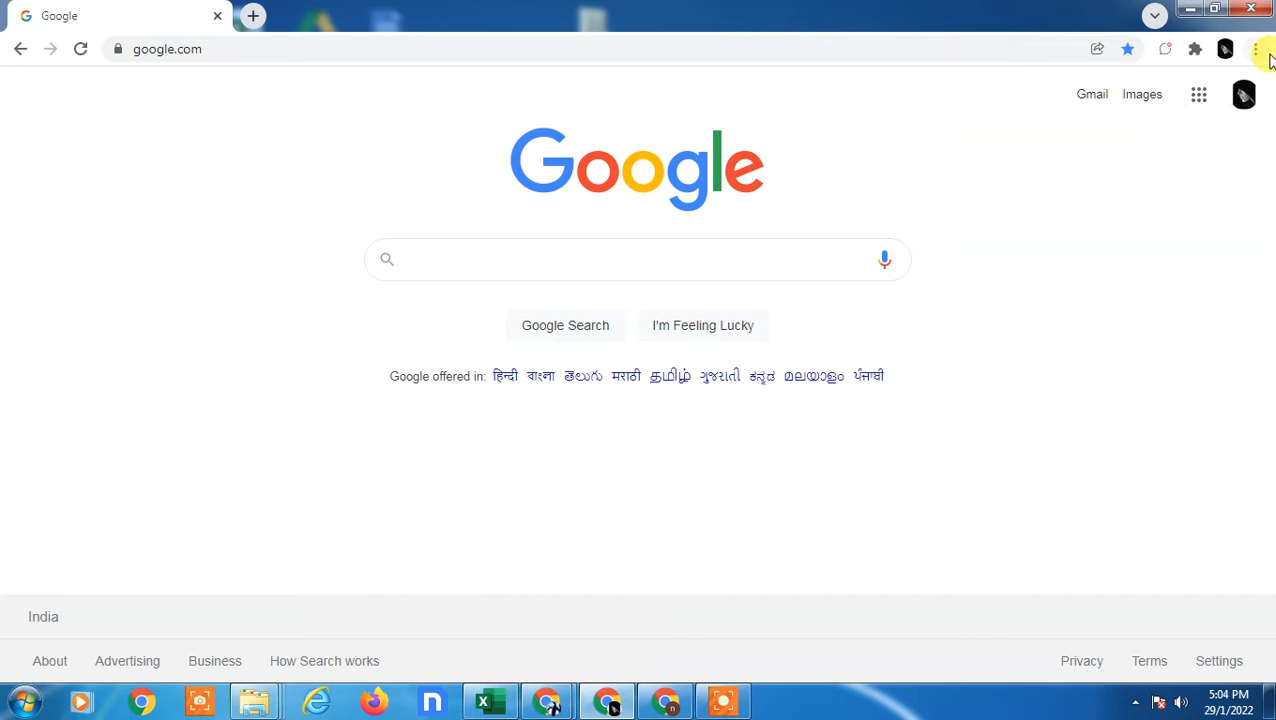 Google
google.com
Gmail Images
Google
Google Search I'm Feeling Lucky
Google offered in: हिन्दी বাংলা తెలుగు मराठी தமிழ் ગુજરાતી ಕನ್ನಡ മലയാളം ਪੰਜਾਬੀ
India
About Advertising Business How Search works Privacy Terms Settings
5:04 PM
29/1/2022